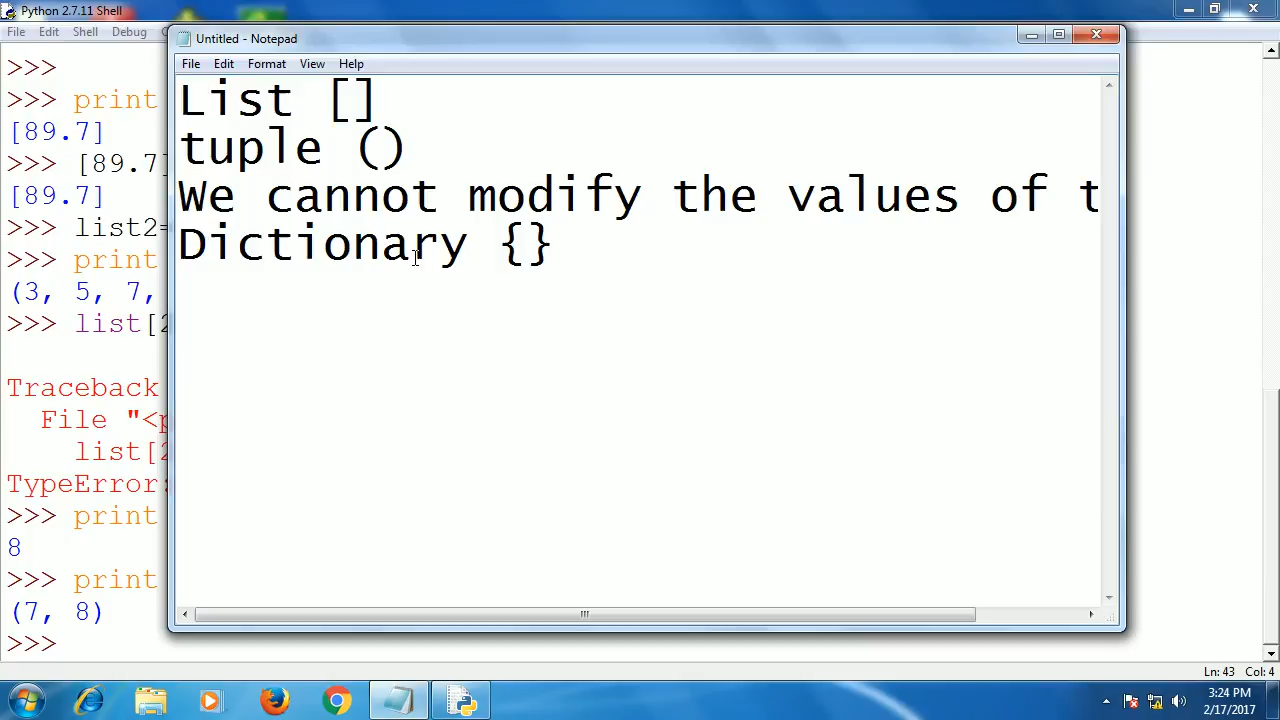 Python 2.7.11 Shell
File Edit Shell Debug
Untitled - Notepad
File Edit Format View Help
List []
tuple ()
We cannot modify the values of t
Dictionary {}
>>>
>>> print
[89.7]
>>> [89.7]
[89.7]
>>> list2=
>>> print
(3, 5, 7,
>>> list[2
Traceback
File "<p
list[2
TypeError:
>>> print
8
>>> print
(7, 8)
>>>
Ln: 43 Col: 4
3:24 PM
2/17/2017